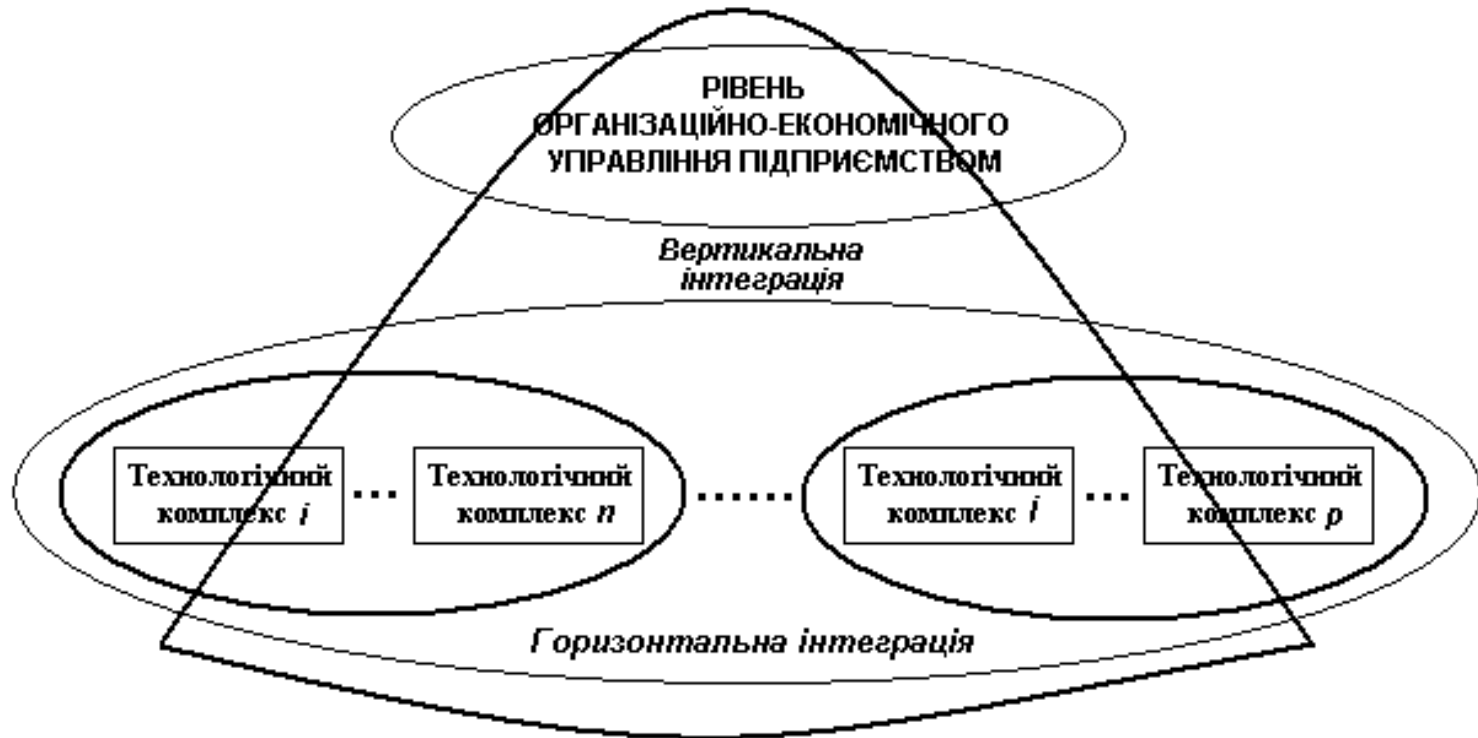 РІВЕНЬ
ОРГАНІЗАЦІЙНО-ЕКОНОМІЧНОГО
УПРАВЛІННЯ ПІДПРИЄМСТВОМ
Вертикальна
інтеграція
Технологічний
комплекс i
...
Технологічний
комплекс n
......
Технологічний
комплекс l
...
Технологічний
комплекс p
Горизонтальна інтеграція